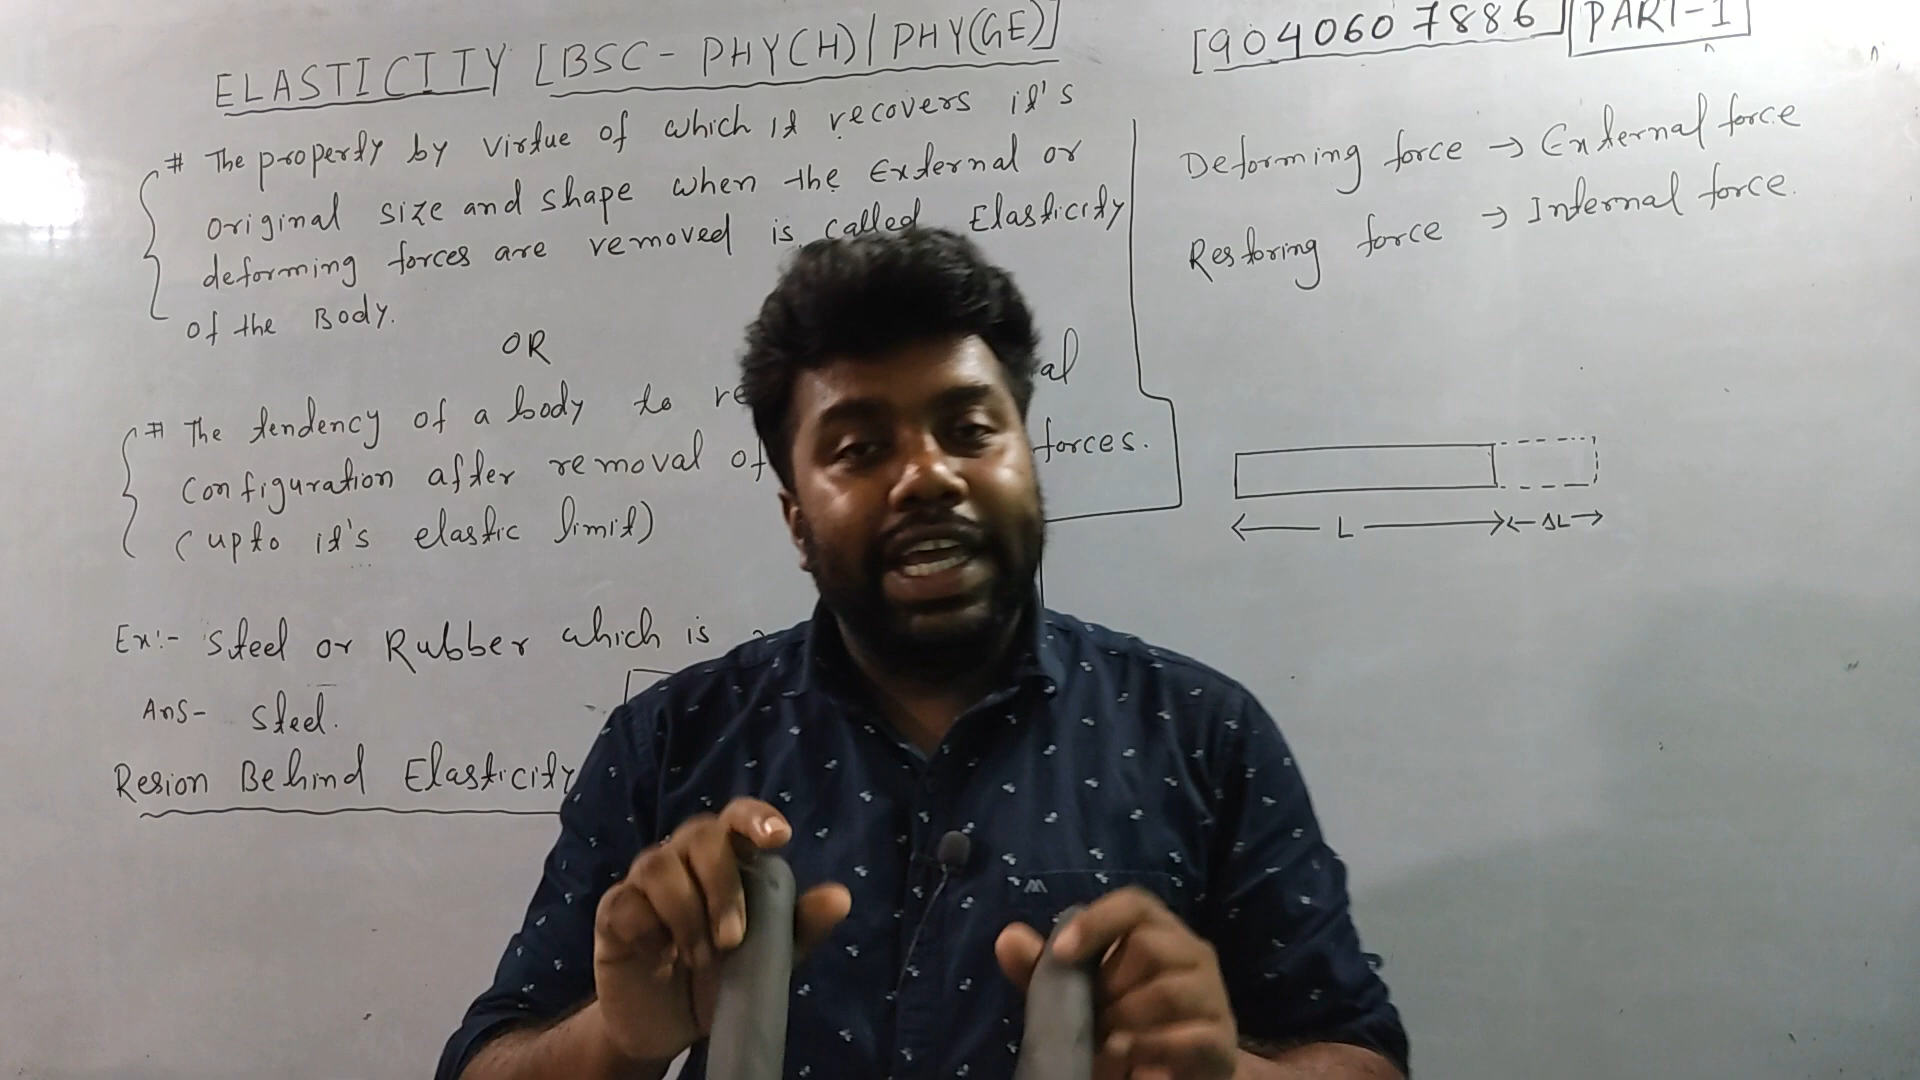 ELASTICITY [BSC - PHY(H)/PHY(GE)]
[9040607886] PART-1
# The property by virtue of which it recovers it's
original size and shape when the External or
deforming forces are removed is called Elasticity
of the Body.
OR
# The tendency of a body to re al
Configuration after removal of forces.
(upto it's elastic limit)
Ex:- Steel or Rubber which is
Ans- Steel.
Resion Behind Elasticity
Deforming force → External force
Restoring force → Internal force.
L ΔL